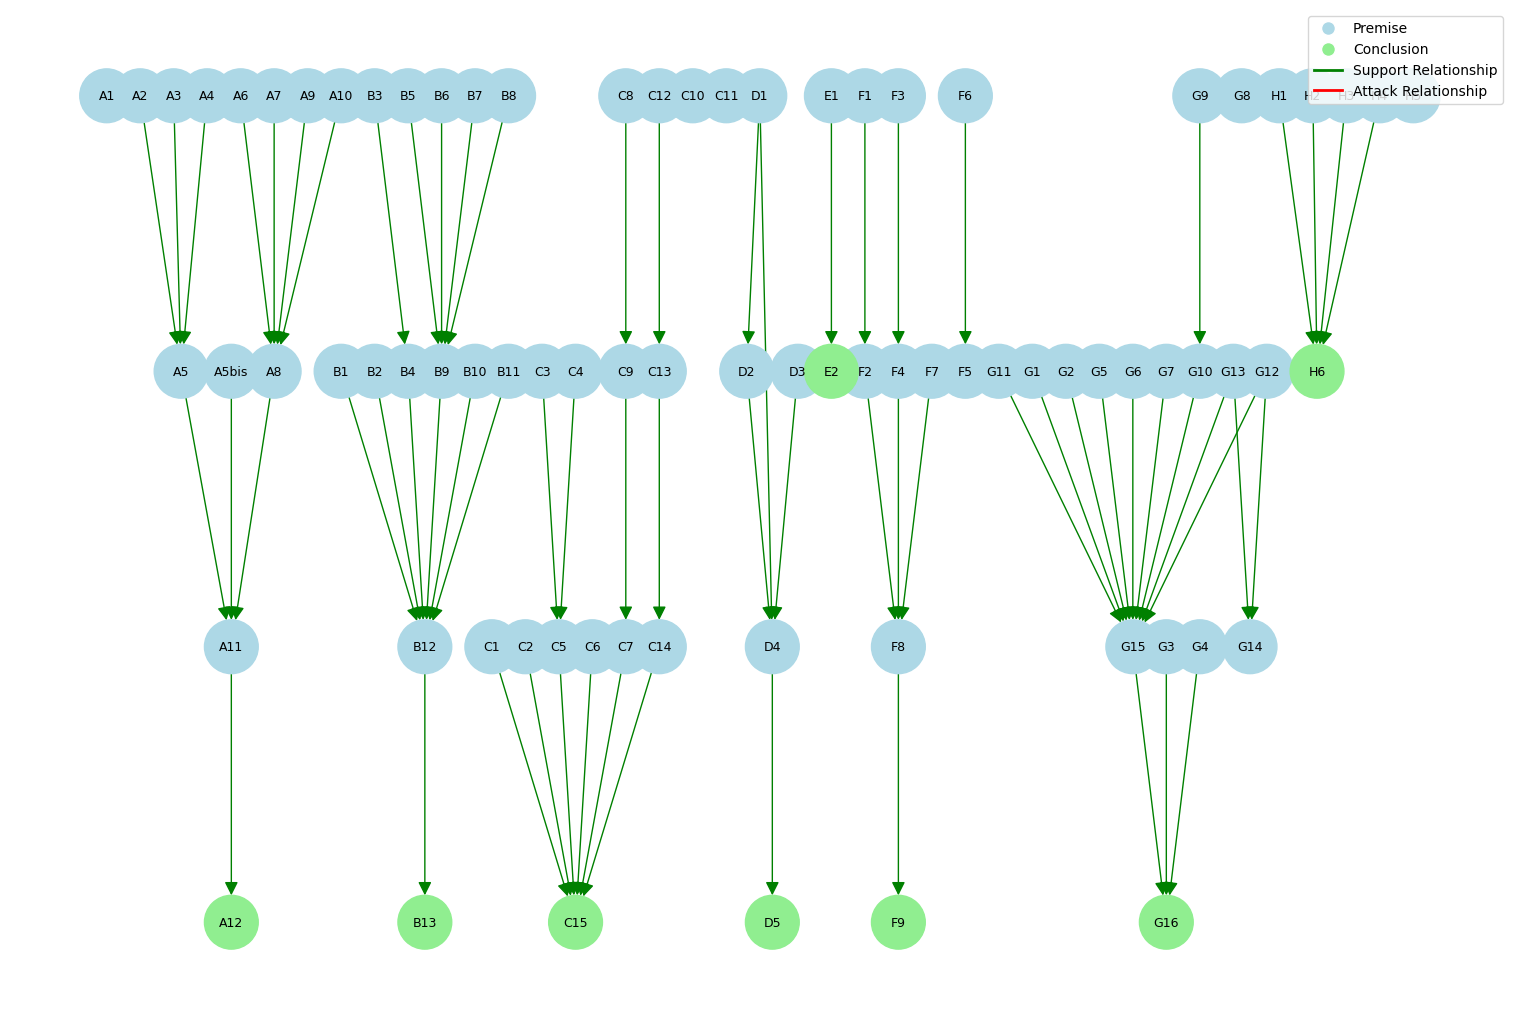 Premise
Conclusion
Support Relationship
Attack Relationship
A1 A2 A3 A4 A6 A7 A9 A10 B3 B5 B6 B7 B8 C8 C12 C10 C11 D1 E1 F1 F3 F6 G9 G8 H1 H2 H3 H4 H5
A5 A5bis A8 B1 B2 B4 B9 B10 B11 C3 C4 C9 C13 D2 D3 E2 F2 F4 F7 F5 G11 G1 G2 G5 G6 G7 G10 G13 G12 H6
A11 B12 C1 C2 C5 C6 C7 C14 D4 F8 G15 G3 G4 G14
A12 B13 C15 D5 F9 G16